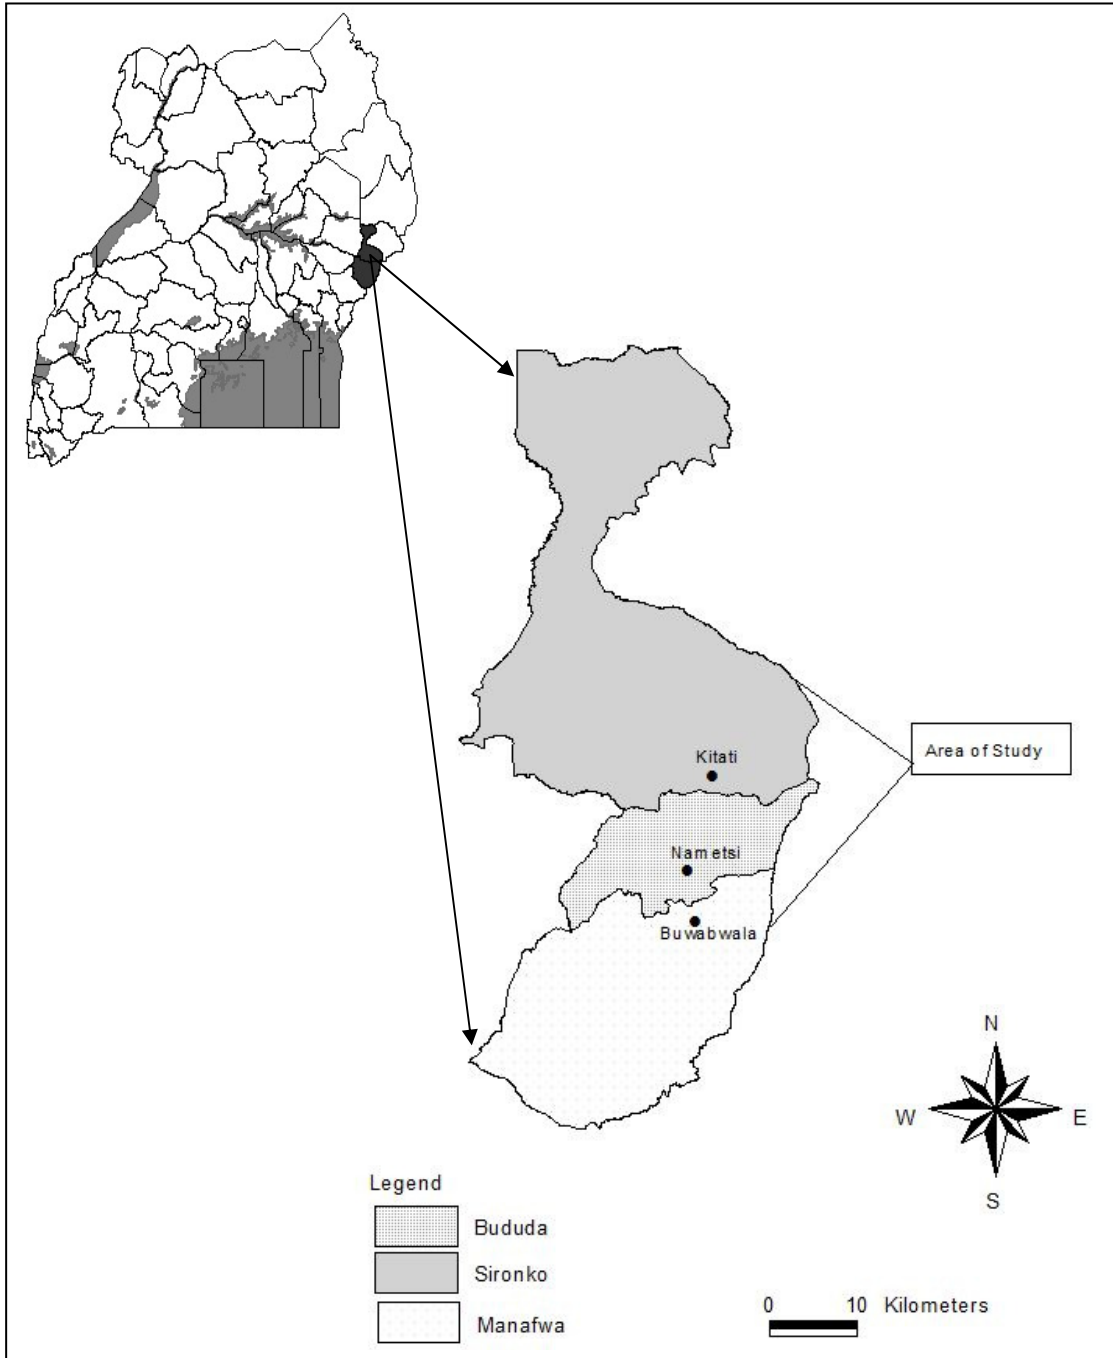 Kitati
Area of Study
Nametsi
Buwabwala
N
W E
S
Legend
Bududa
Sironko
Manafwa
0 10 Kilometers